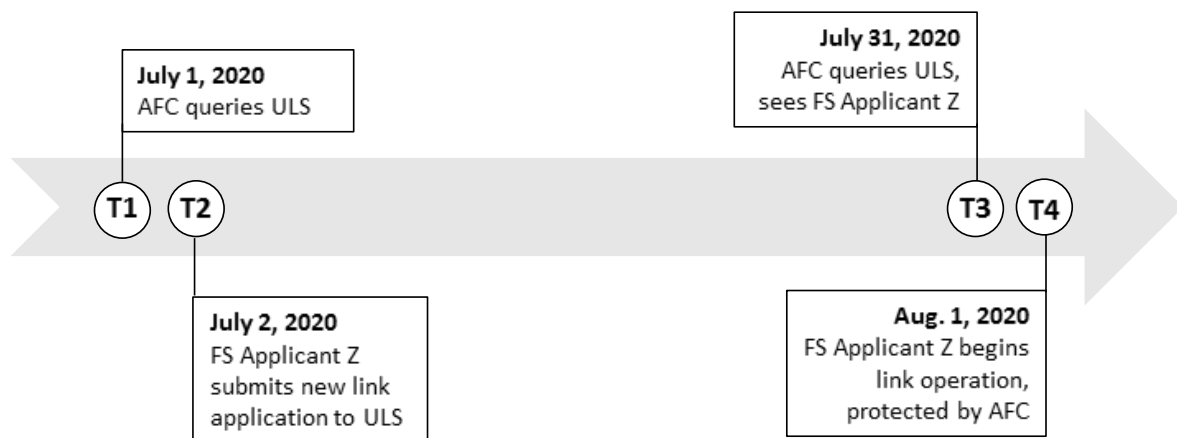 July 1, 2020
AFC queries ULS
July 31, 2020
AFC queries ULS,
sees FS Applicant Z
T1
T2
T3
T4
July 2, 2020
FS Applicant Z
submits new link
application to ULS
Aug. 1, 2020
FS Applicant Z begins
link operation,
protected by AFC